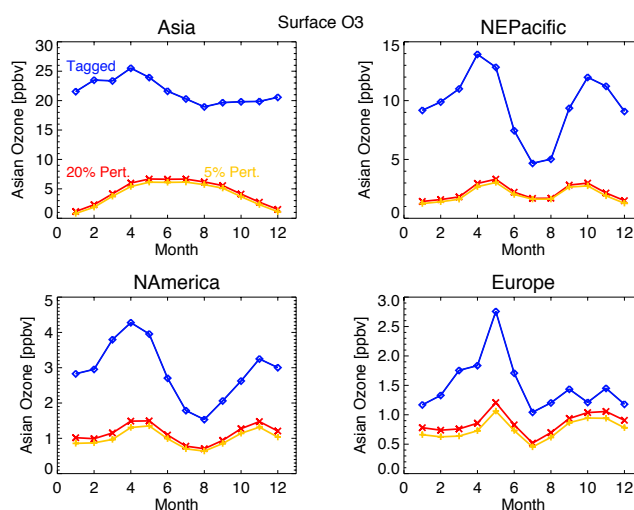 Surface O3
Asia
Asian Ozone [ppbv]
30
25
20
15
10
5
0
Tagged
20% Pert.
5% Pert.
0 2 4 6 8 10 12
Month
NEPacific
Asian Ozone [ppbv]
15
10
5
0
0 2 4 6 8 10 12
Month
NAmerica
Asian Ozone [ppbv]
5
4
3
2
1
0
0 2 4 6 8 10 12
Month
Europe
Asian Ozone [ppbv]
3.0
2.5
2.0
1.5
1.0
0.5
0.0
0 2 4 6 8 10 12
Month